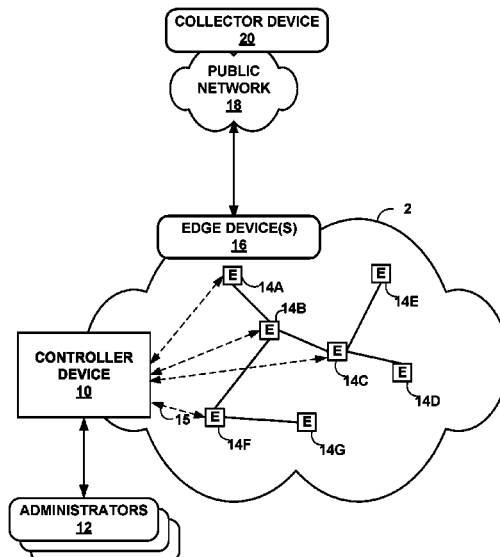 COLLECTOR DEVICE
20
PUBLIC
NETWORK
18
2
EDGE DEVICE(S)
16
E
14A
E
14E
E
14B
E
14C
E
14D
CONTROLLER
DEVICE
10
15
E
14F
E
14G
ADMINISTRATORS
12